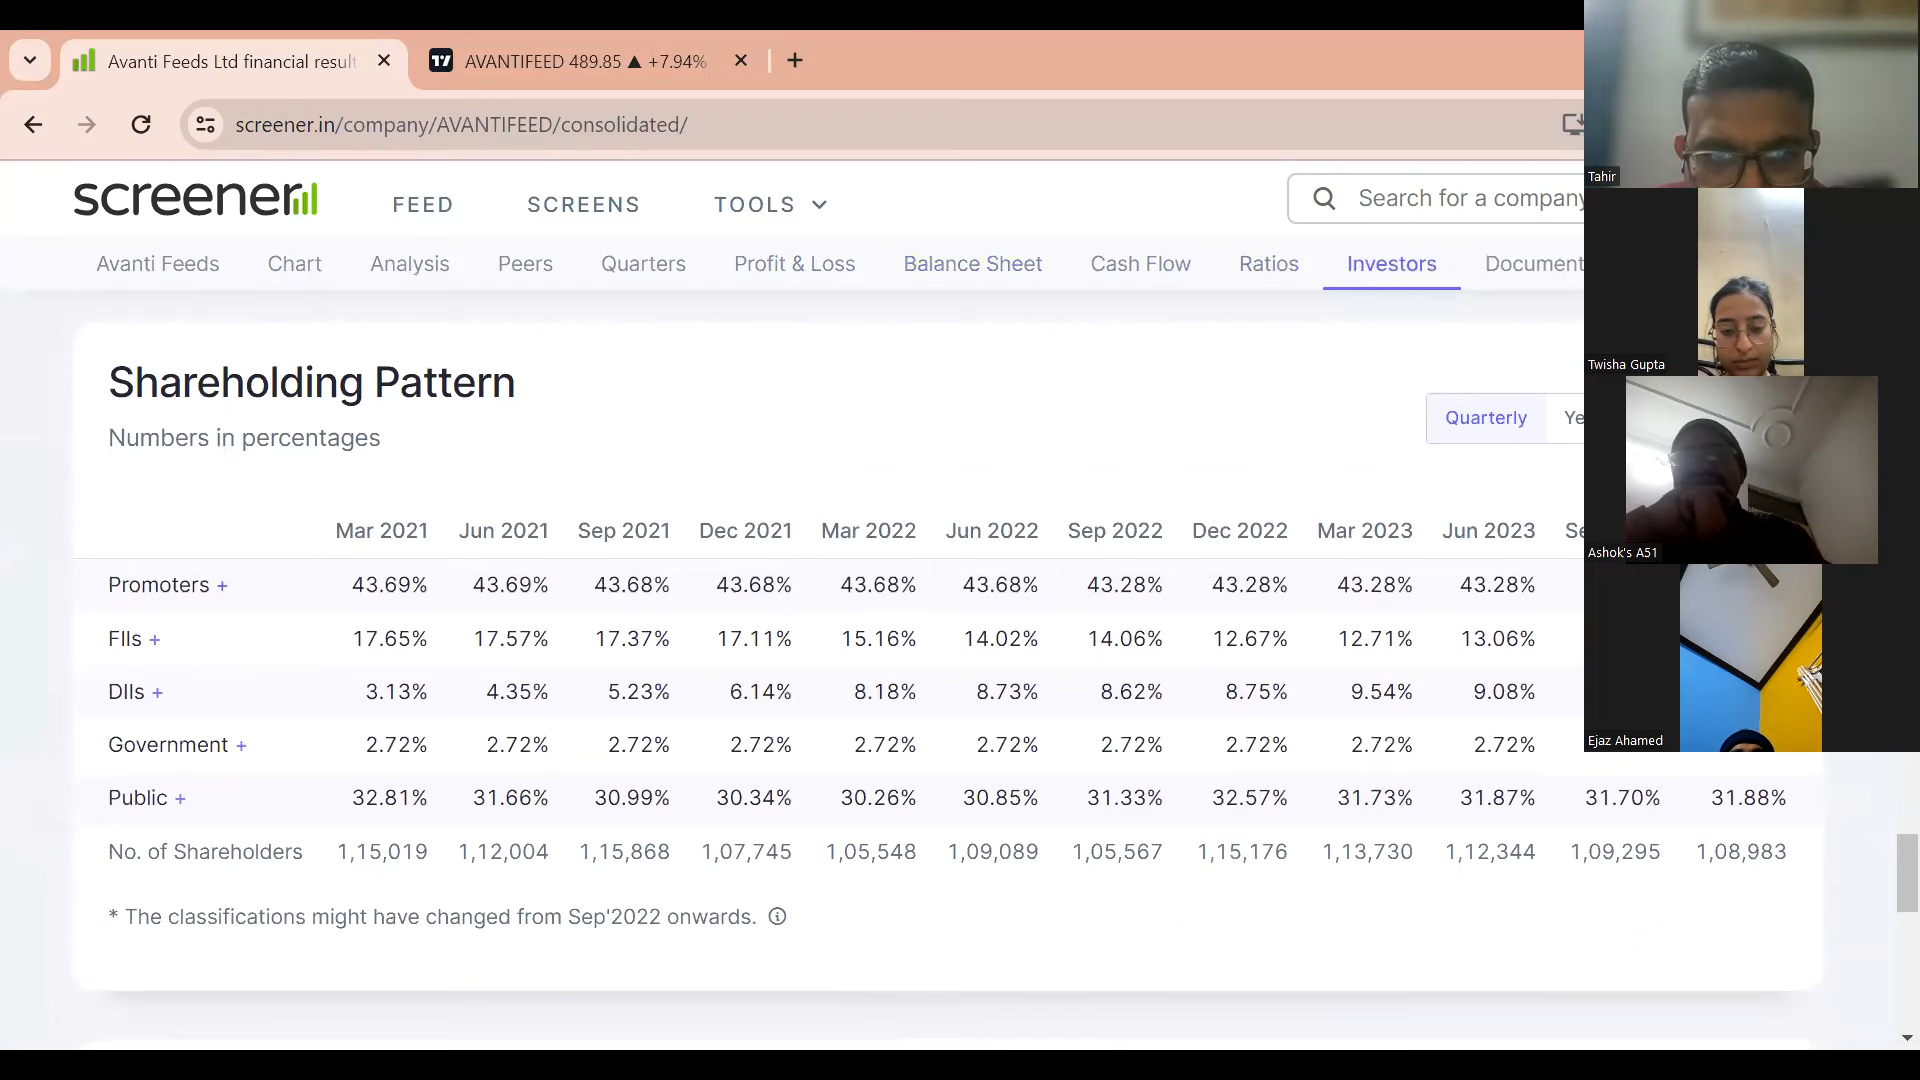 Avanti Feeds Ltd financial result
AVANTIFEED 489.85 ▲ +7.94%
screener.in/company/AVANTIFEED/consolidated/
screener
FEED SCREENS TOOLS
Search for a company
Avanti Feeds Chart Analysis Peers Quarters Profit & Loss Balance Sheet Cash Flow Ratios Investors Document
Shareholding Pattern
Numbers in percentages
Quarterly Ye
Mar 2021 Jun 2021 Sep 2021 Dec 2021 Mar 2022 Jun 2022 Sep 2022 Dec 2022 Mar 2023 Jun 2023 Se
Promoters + 43.69% 43.69% 43.68% 43.68% 43.68% 43.68% 43.28% 43.28% 43.28% 43.28%
FIIs + 17.65% 17.57% 17.37% 17.11% 15.16% 14.02% 14.06% 12.67% 12.71% 13.06%
DIIs + 3.13% 4.35% 5.23% 6.14% 8.18% 8.73% 8.62% 8.75% 9.54% 9.08%
Government + 2.72% 2.72% 2.72% 2.72% 2.72% 2.72% 2.72% 2.72% 2.72% 2.72%
Public + 32.81% 31.66% 30.99% 30.34% 30.26% 30.85% 31.33% 32.57% 31.73% 31.87% 31.70% 31.88%
No. of Shareholders 1,15,019 1,12,004 1,15,868 1,07,745 1,05,548 1,09,089 1,05,567 1,15,176 1,13,730 1,12,344 1,09,295 1,08,983
* The classifications might have changed from Sep'2022 onwards.
Tahir
Twisha Gupta
Ashok's A51
Ejaz Ahamed